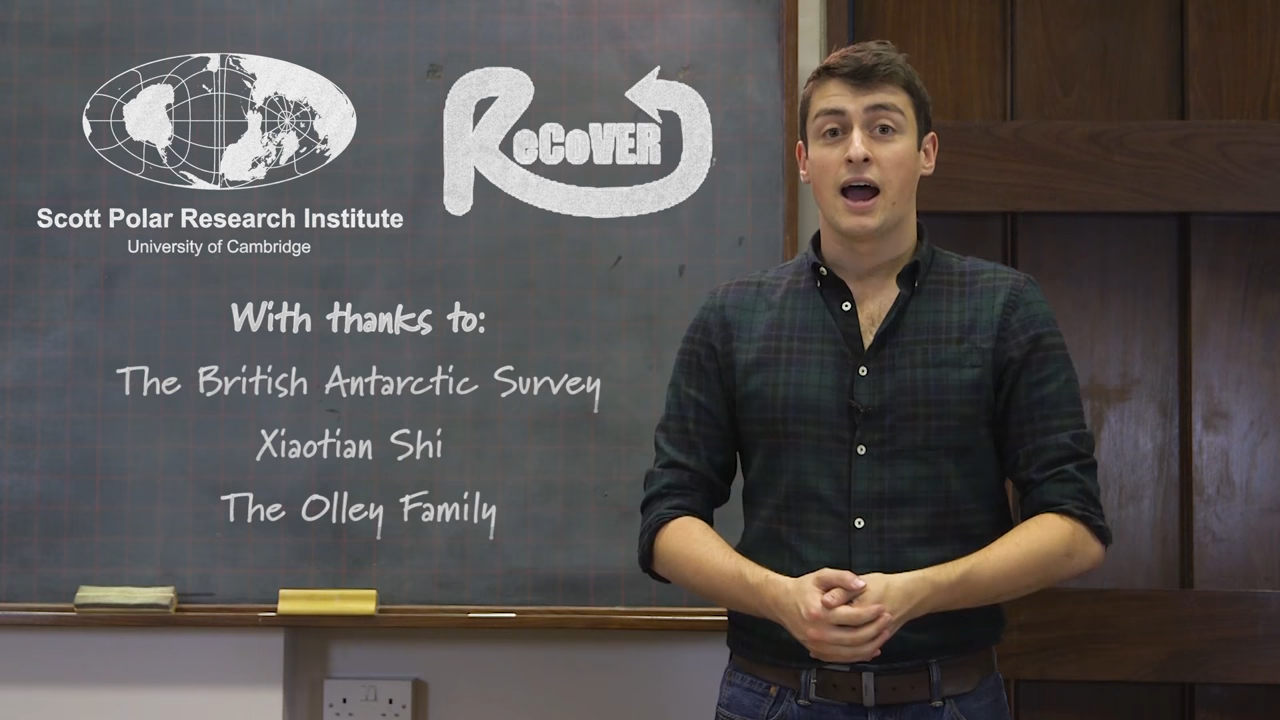 Scott Polar Research Institute
University of Cambridge
ReCoVER
With thanks to:
The British Antarctic Survey
Xiaotian Shi
The Olley Family